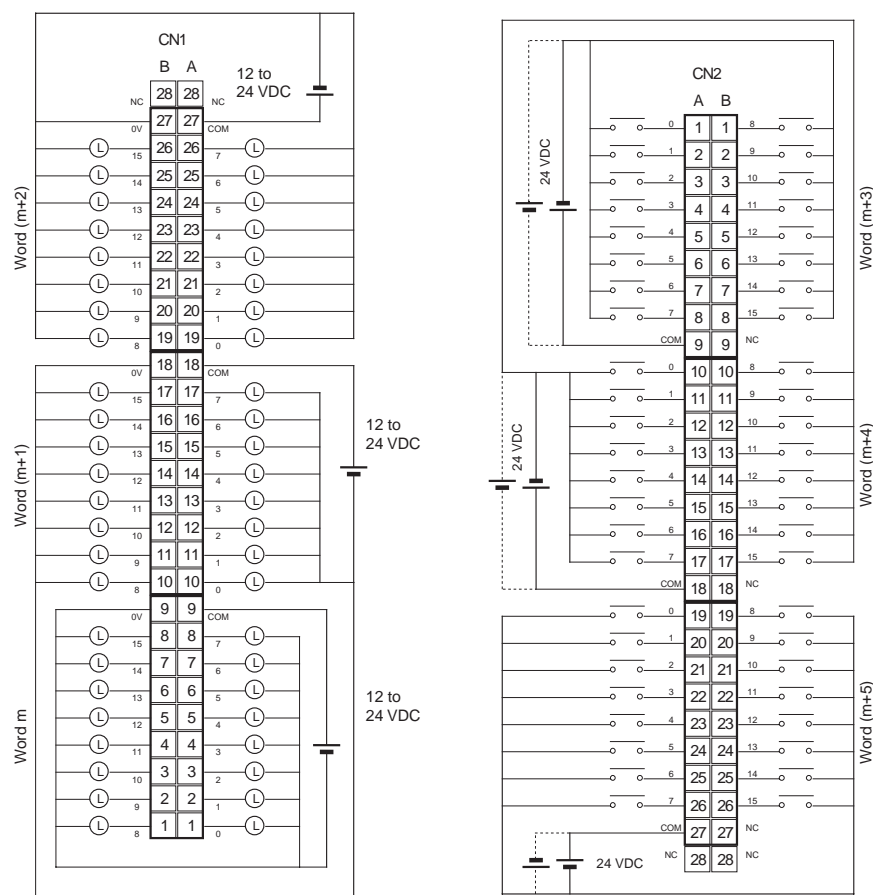 CN1
B A
12 to
24 VDC
NC 28 28 NC
27 27
0V COM
L 26 26 L
15 7
L 25 25 L
14 6
L 24 24 L
13 5
L 23 23 L
12 4
L 22 22 L
11 3
L 21 21 L
10 2
L 20 20 L
9 1
L 19 19 L
8 0
Word (m+2)
18 18
0V COM
L 17 17 L
15 7
L 16 16 L
14 6
L 15 15 L
13 5
L 14 14 L
12 4
L 13 13 L
11 3
L 12 12 L
10 2
L 11 11 L
9 1
L 10 10 L
8 0
Word (m+1)
12 to
24 VDC
9 9
0V COM
L 8 8 L
15 7
L 7 7 L
14 6
L 6 6 L
13 5
L 5 5 L
12 4
L 4 4 L
11 3
L 3 3 L
10 2
L 2 2 L
9 1
L 1 1 L
8 0
Word m
12 to
24 VDC
CN2
A B
0 1 1 8
1 2 2 9
2 3 3 10
3 4 4 11
4 5 5 12
5 6 6 13
6 7 7 14
7 8 8 15
COM 9 9 NC
24 VDC
Word (m+3)
0 10 10 8
1 11 11 9
2 12 12 10
3 13 13 11
4 14 14 12
5 15 15 13
6 16 16 14
7 17 17 15
COM 18 18 NC
24 VDC
Word (m+4)
0 19 19 8
1 20 20 9
2 21 21 10
3 22 22 11
4 23 23 12
5 24 24 13
6 25 25 14
7 26 26 15
COM 27 27 NC
NC 28 28 NC
24 VDC
Word (m+5)